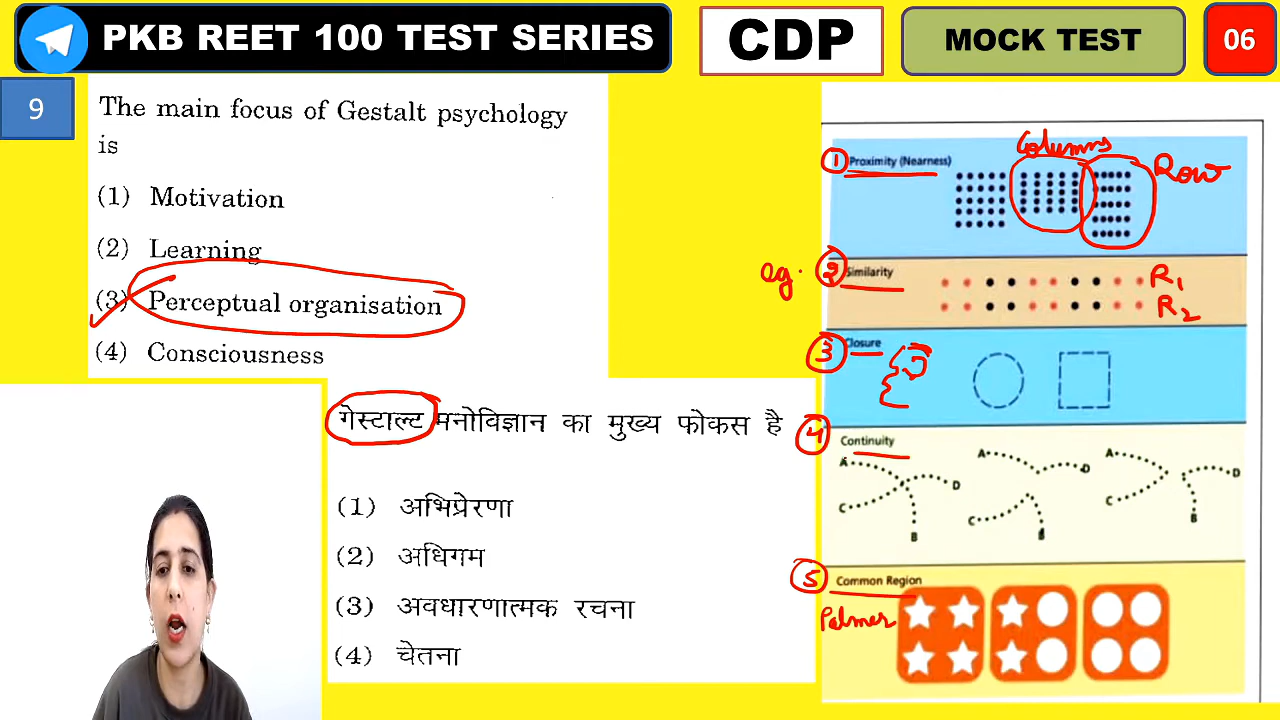 PKB REET 100 TEST SERIES
CDP
MOCK TEST
06
9
The main focus of Gestalt psychology
is
(1) Motivation
(2) Learning
(3) Perceptual organisation
(4) Consciousness
गेस्टाल्ट मनोविज्ञान का मुख्य फोकस है
(1) अभिप्रेरणा
(2) अधिगम
(3) अवधारणात्मक रचना
(4) चेतना
Columns
1 Proximity (Nearness)
Row
eg. 2 Similarity
R1
R2
3 Closure
4 Continuity
A
D
C
B
A
D
C
B
A
D
C
B
5 Common Region
Palmer